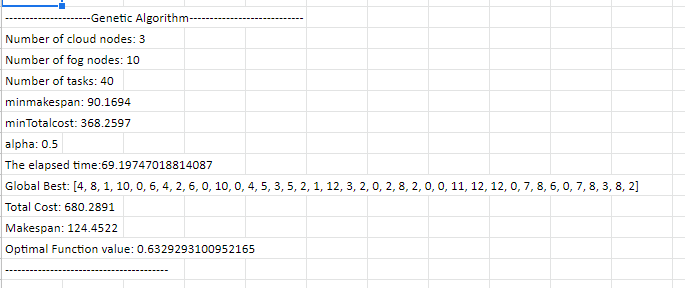 ---------------------Genetic Algorithm----------------------------
Number of cloud nodes: 3
Number of fog nodes: 10
Number of tasks: 40
minmakespan: 90.1694
minTotalcost: 368.2597
alpha: 0.5
The elapsed time:69.19747018814087
Global Best: [4, 8, 1, 10, 0, 6, 4, 2, 6, 0, 10, 0, 4, 5, 3, 5, 2, 1, 12, 3, 2, 0, 2, 8, 2, 0, 0, 11, 12, 12, 0, 7, 8, 6, 0, 7, 8, 3, 8, 2]
Total Cost: 680.2891
Makespan: 124.4522
Optimal Function value: 0.6329293100952165
----------------------------------------